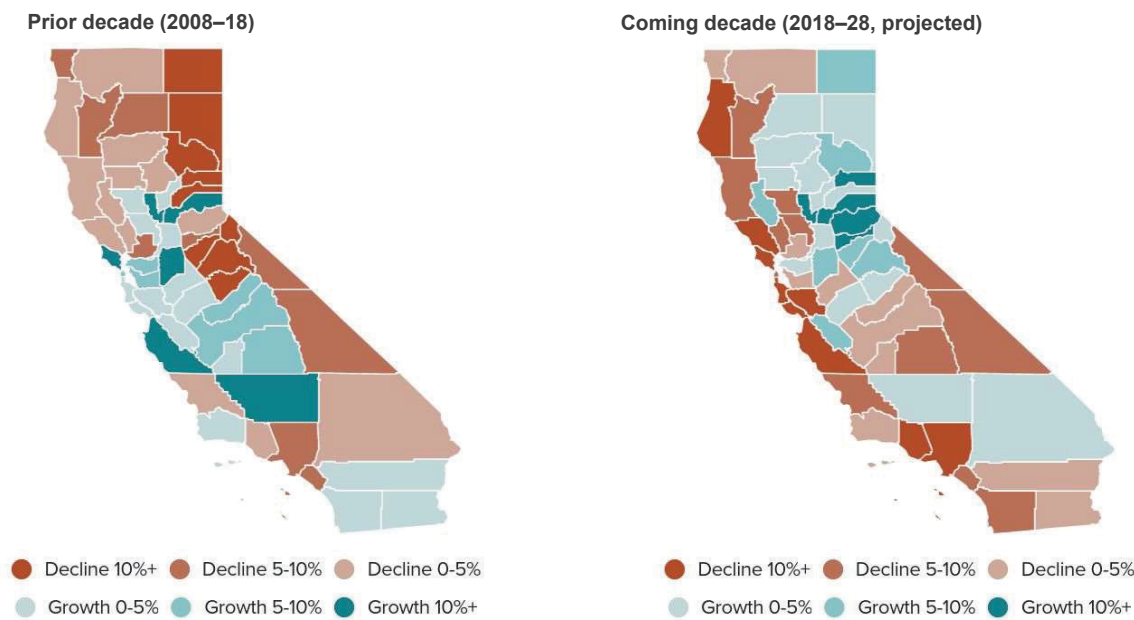 Prior decade (2008–18)
Coming decade (2018–28, projected)
Decline 10%+ Decline 5-10% Decline 0-5%
Growth 0-5% Growth 5-10% Growth 10%+
Decline 10%+ Decline 5-10% Decline 0-5%
Growth 0-5% Growth 5-10% Growth 10%+